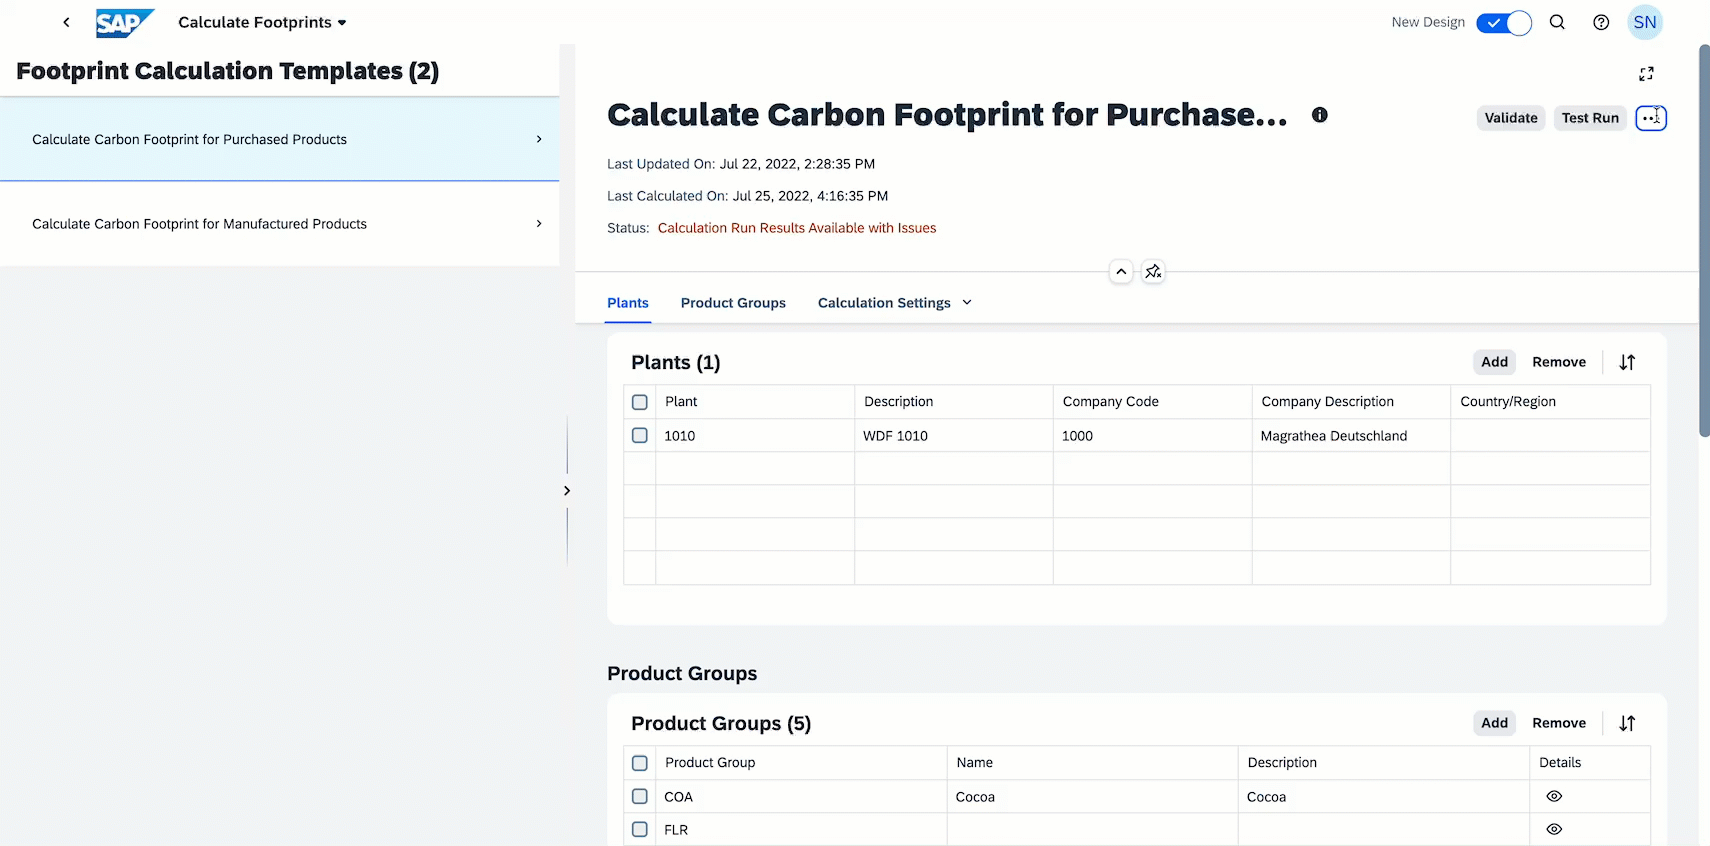 SAP
Calculate Footprints
New Design
SN
Footprint Calculation Templates (2)
Calculate Carbon Footprint for Purchased Products
Calculate Carbon Footprint for Manufactured Products
Calculate Carbon Footprint for Purchase...
Validate
Test Run
Last Updated On: Jul 22, 2022, 2:28:35 PM
Last Calculated On: Jul 25, 2022, 4:16:35 PM
Status: Calculation Run Results Available with Issues
Plants Product Groups Calculation Settings
Plants (1)
Add Remove
Plant Description Company Code Company Description Country/Region
1010 WDF 1010 1000 Magrathea Deutschland
Product Groups
Product Groups (5)
Add Remove
Product Group Name Description Details
COA Cocoa Cocoa
FLR